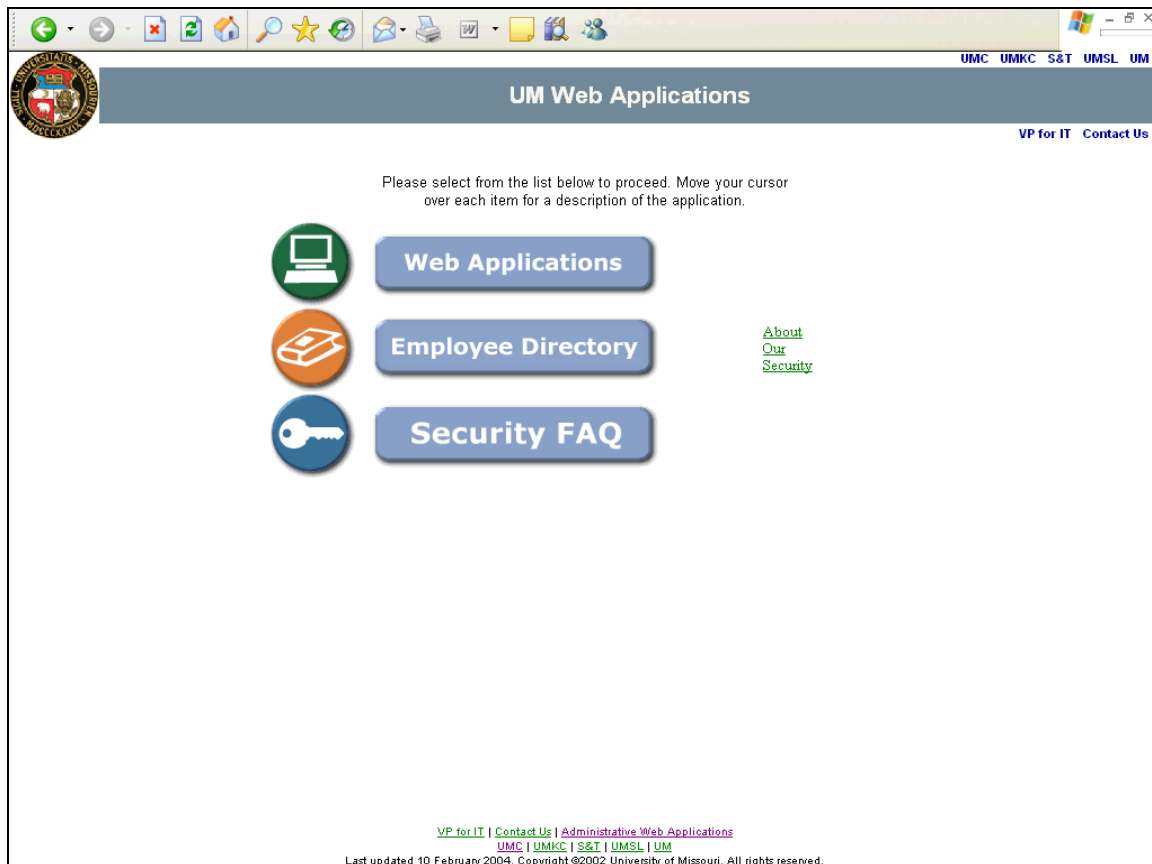 UMC UMKC S&T UMSL UM
UM Web Applications
VP for IT Contact Us
Please select from the list below to proceed. Move your cursor
over each item for a description of the application.
Web Applications
Employee Directory
About
Our
Security
Security FAQ
VP for IT | Contact Us | Administrative Web Applications
UMC | UMKC | S&T | UMSL | UM
Last updated 10 February 2004. Copyright ©2002 University of Missouri. All rights reserved.